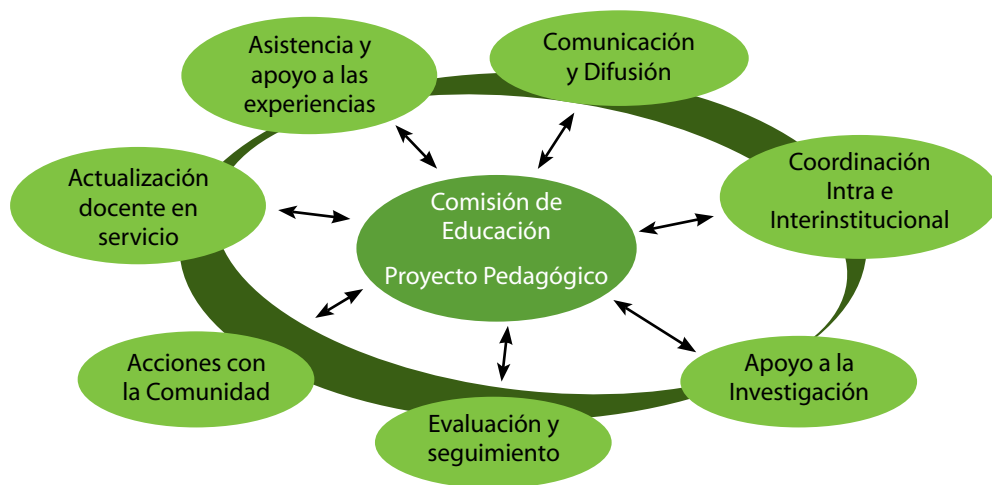 Asistencia y
apoyo a las
experiencias
Comunicación
y Difusión
Actualización
docente en
servicio
Comisión de
Educación
Proyecto Pedagógico
Coordinación
Intra e
Interinstitucional
Acciones con
la Comunidad
Evaluación y
seguimiento
Apoyo a la
Investigación